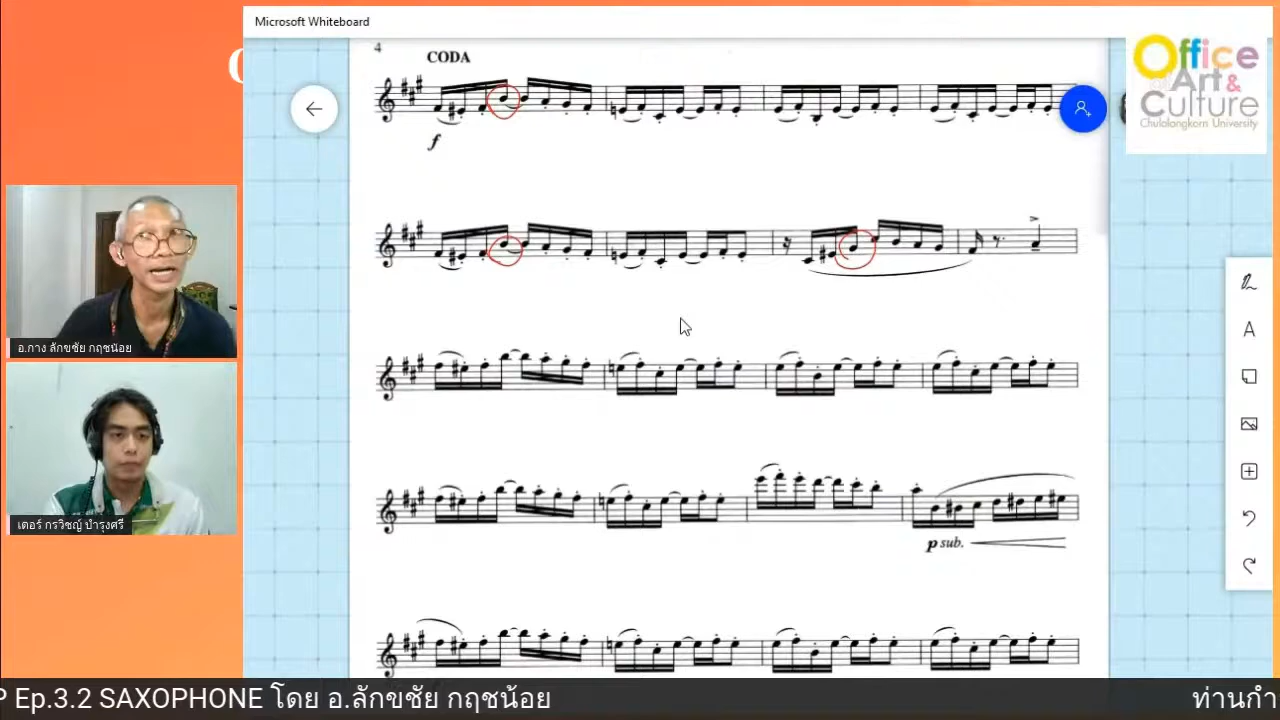 Microsoft Whiteboard
4
CODA
f
p sub.
Office
of Art &
Culture
Chulalongkorn University
อ.กาง ลักขชัย กฤชน้อย
เตอร์ กรวิชญ์ บำรุงศรี
P Ep.3.2 SAXOPHONE โดย อ.ลักขชัย กฤชน้อย
ท่านกำ